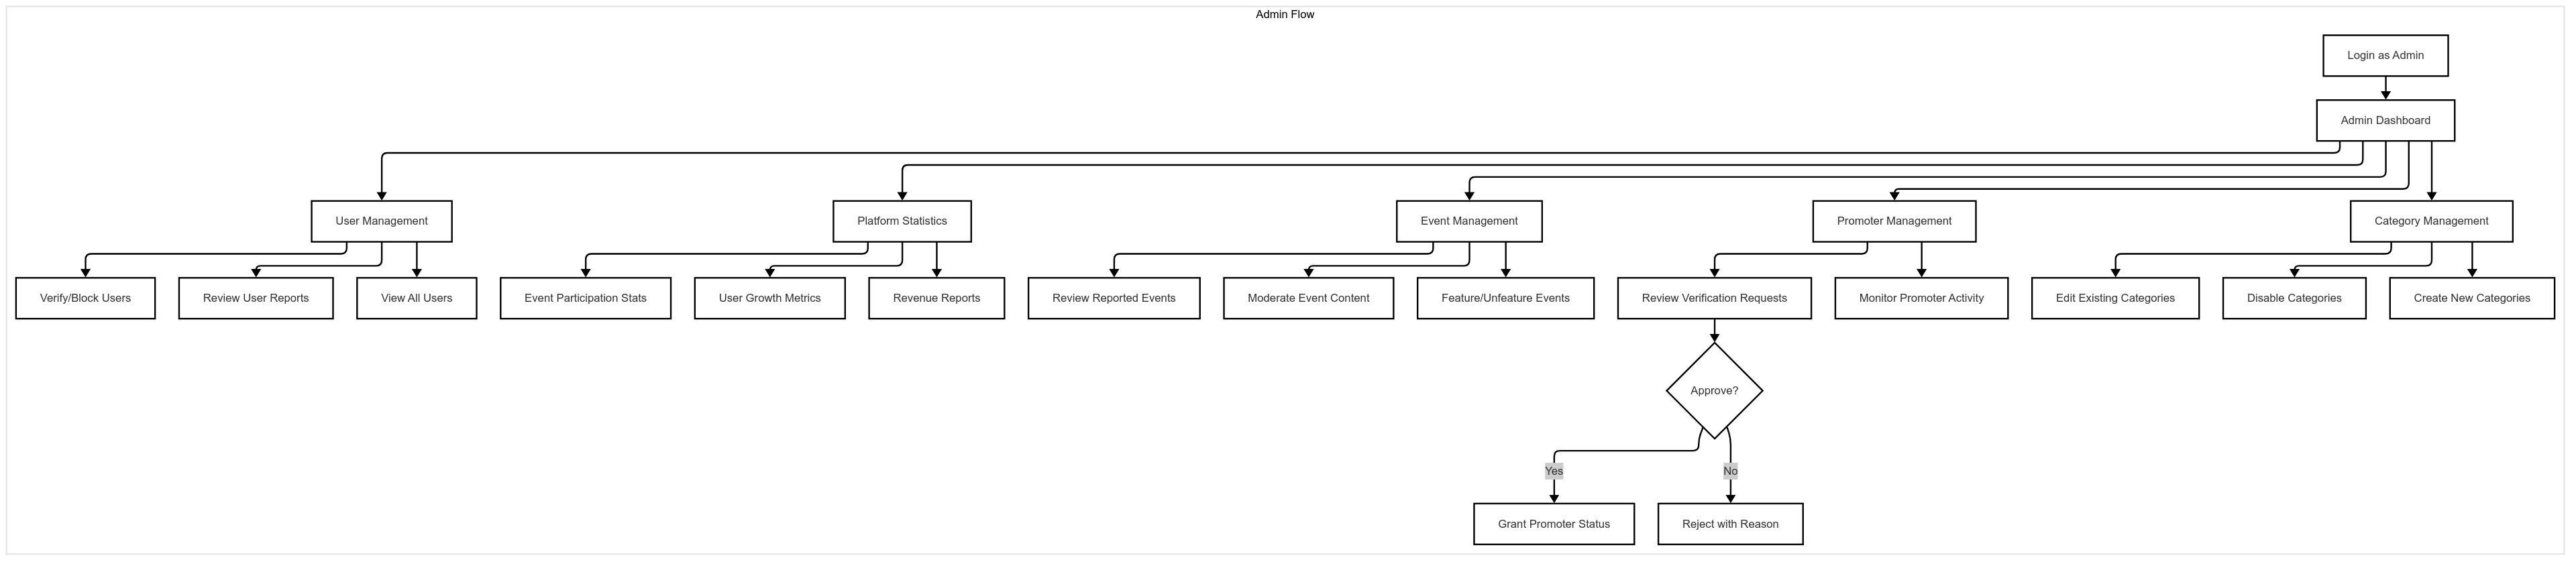 Admin Flow
Login as Admin
Admin Dashboard
User Management
Platform Statistics
Event Management
Promoter Management
Category Management
Verify/Block Users
Review User Reports
View All Users
Event Participation Stats
User Growth Metrics
Revenue Reports
Review Reported Events
Moderate Event Content
Feature/Unfeature Events
Review Verification Requests
Monitor Promoter Activity
Edit Existing Categories
Disable Categories
Create New Categories
Approve?
Yes
No
Grant Promoter Status
Reject with Reason